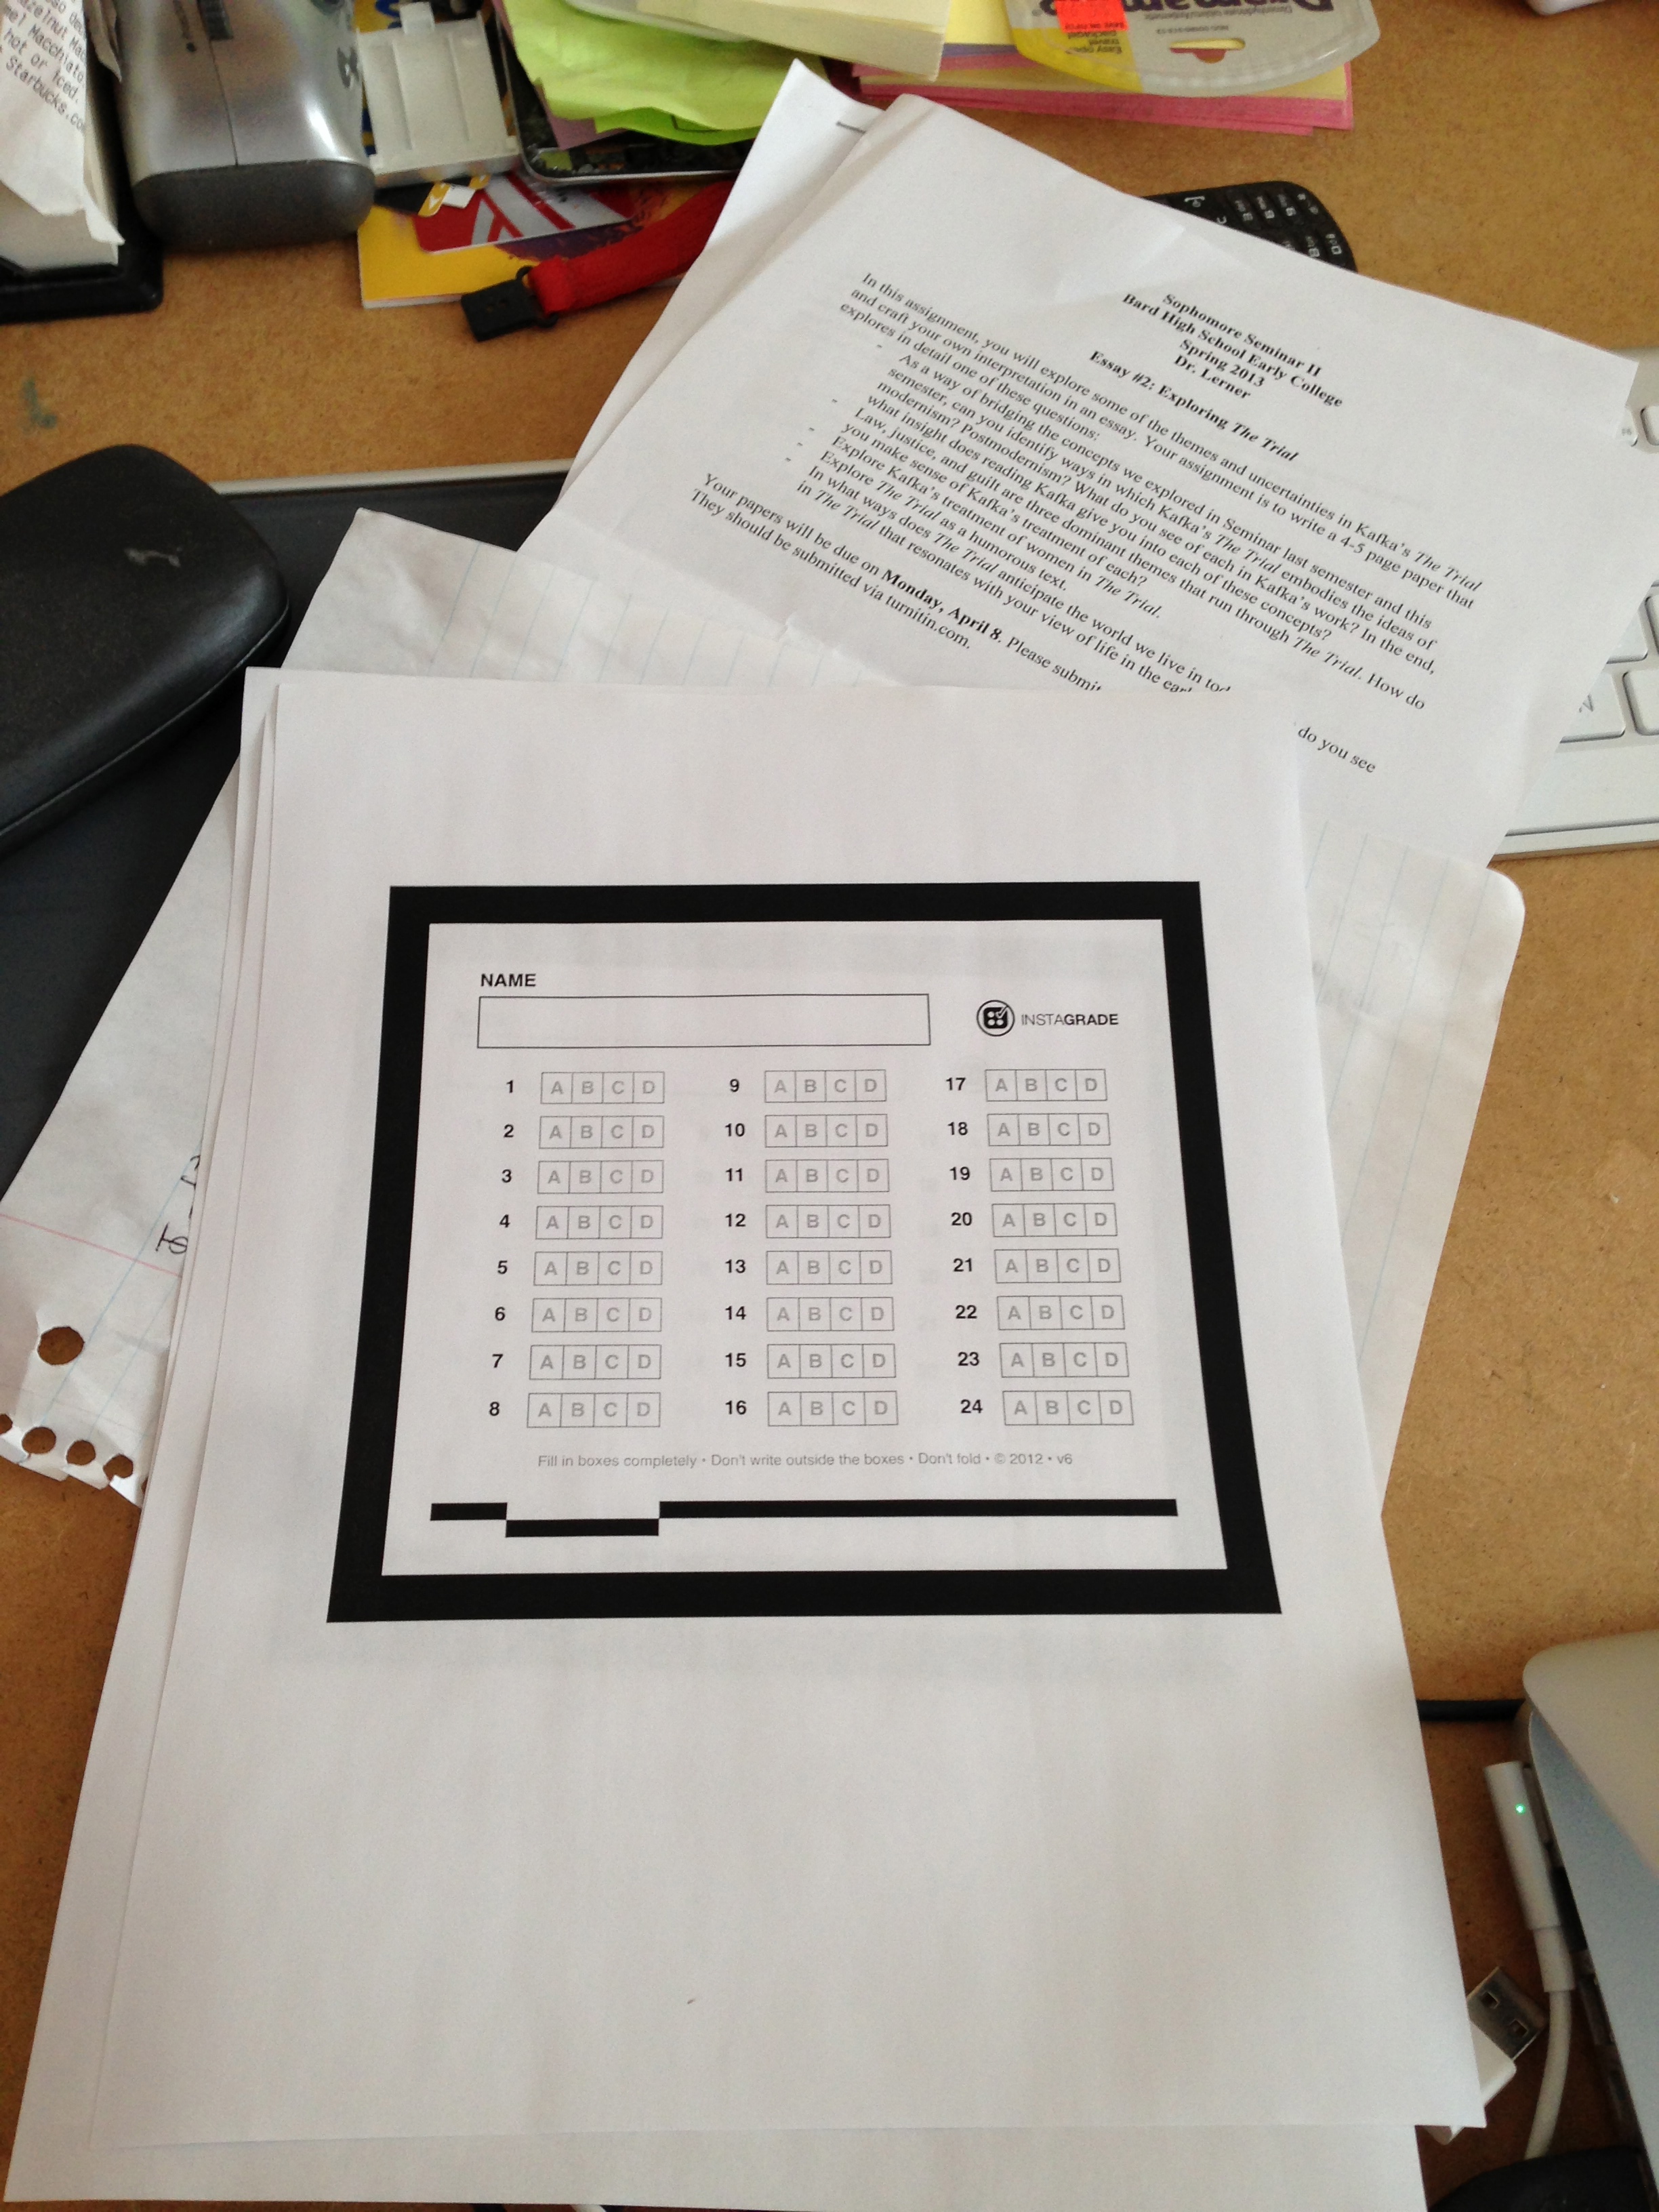 hazelnut Mac
Macchiato
hot or iced.
Starbucks.co
Sophomore Seminar II
Bard High School Early College
Spring 2013
Dr. Lerner
Essay #2: Exploring The Trial
In this assignment, you will explore some of the themes and uncertainties in Kafka's The Trial
and craft your own interpretation in an essay. Your assignment is to write a 4-5 page paper that
explores in detail one of these questions:
- As a way of bridging the concepts we explored in Seminar last semester and this
semester, can you identify ways in which Kafka's The Trial embodies the ideas of
modernism? Postmodernism? What do you see of each in Kafka's work? In the end,
what insight does reading Kafka give you into each of these concepts?
- Law, justice, and guilt are three dominant themes that run through The Trial. How do
you make sense of Kafka's treatment of each?
- Explore Kafka's treatment of women in The Trial.
- Explore The Trial as a humorous text.
- In what ways does The Trial anticipate the world we live in tod do you see
in The Trial that resonates with your view of life in the earl
Your papers will be due on Monday, April 8. Please submit
They should be submitted via turnitin.com.
NAME
INSTAGRADE
1 A B C D 9 A B C D 17 A B C D
2 A B C D 10 A B C D 18 A B C D
3 A B C D 11 A B C D 19 A B C D
4 A B C D 12 A B C D 20 A B C D
5 A B C D 13 A B C D 21 A B C D
6 A B C D 14 A B C D 22 A B C D
7 A B C D 15 A B C D 23 A B C D
8 A B C D 16 A B C D 24 A B C D
Fill in boxes completely • Don't write outside the boxes • Don't fold • © 2012 • v6